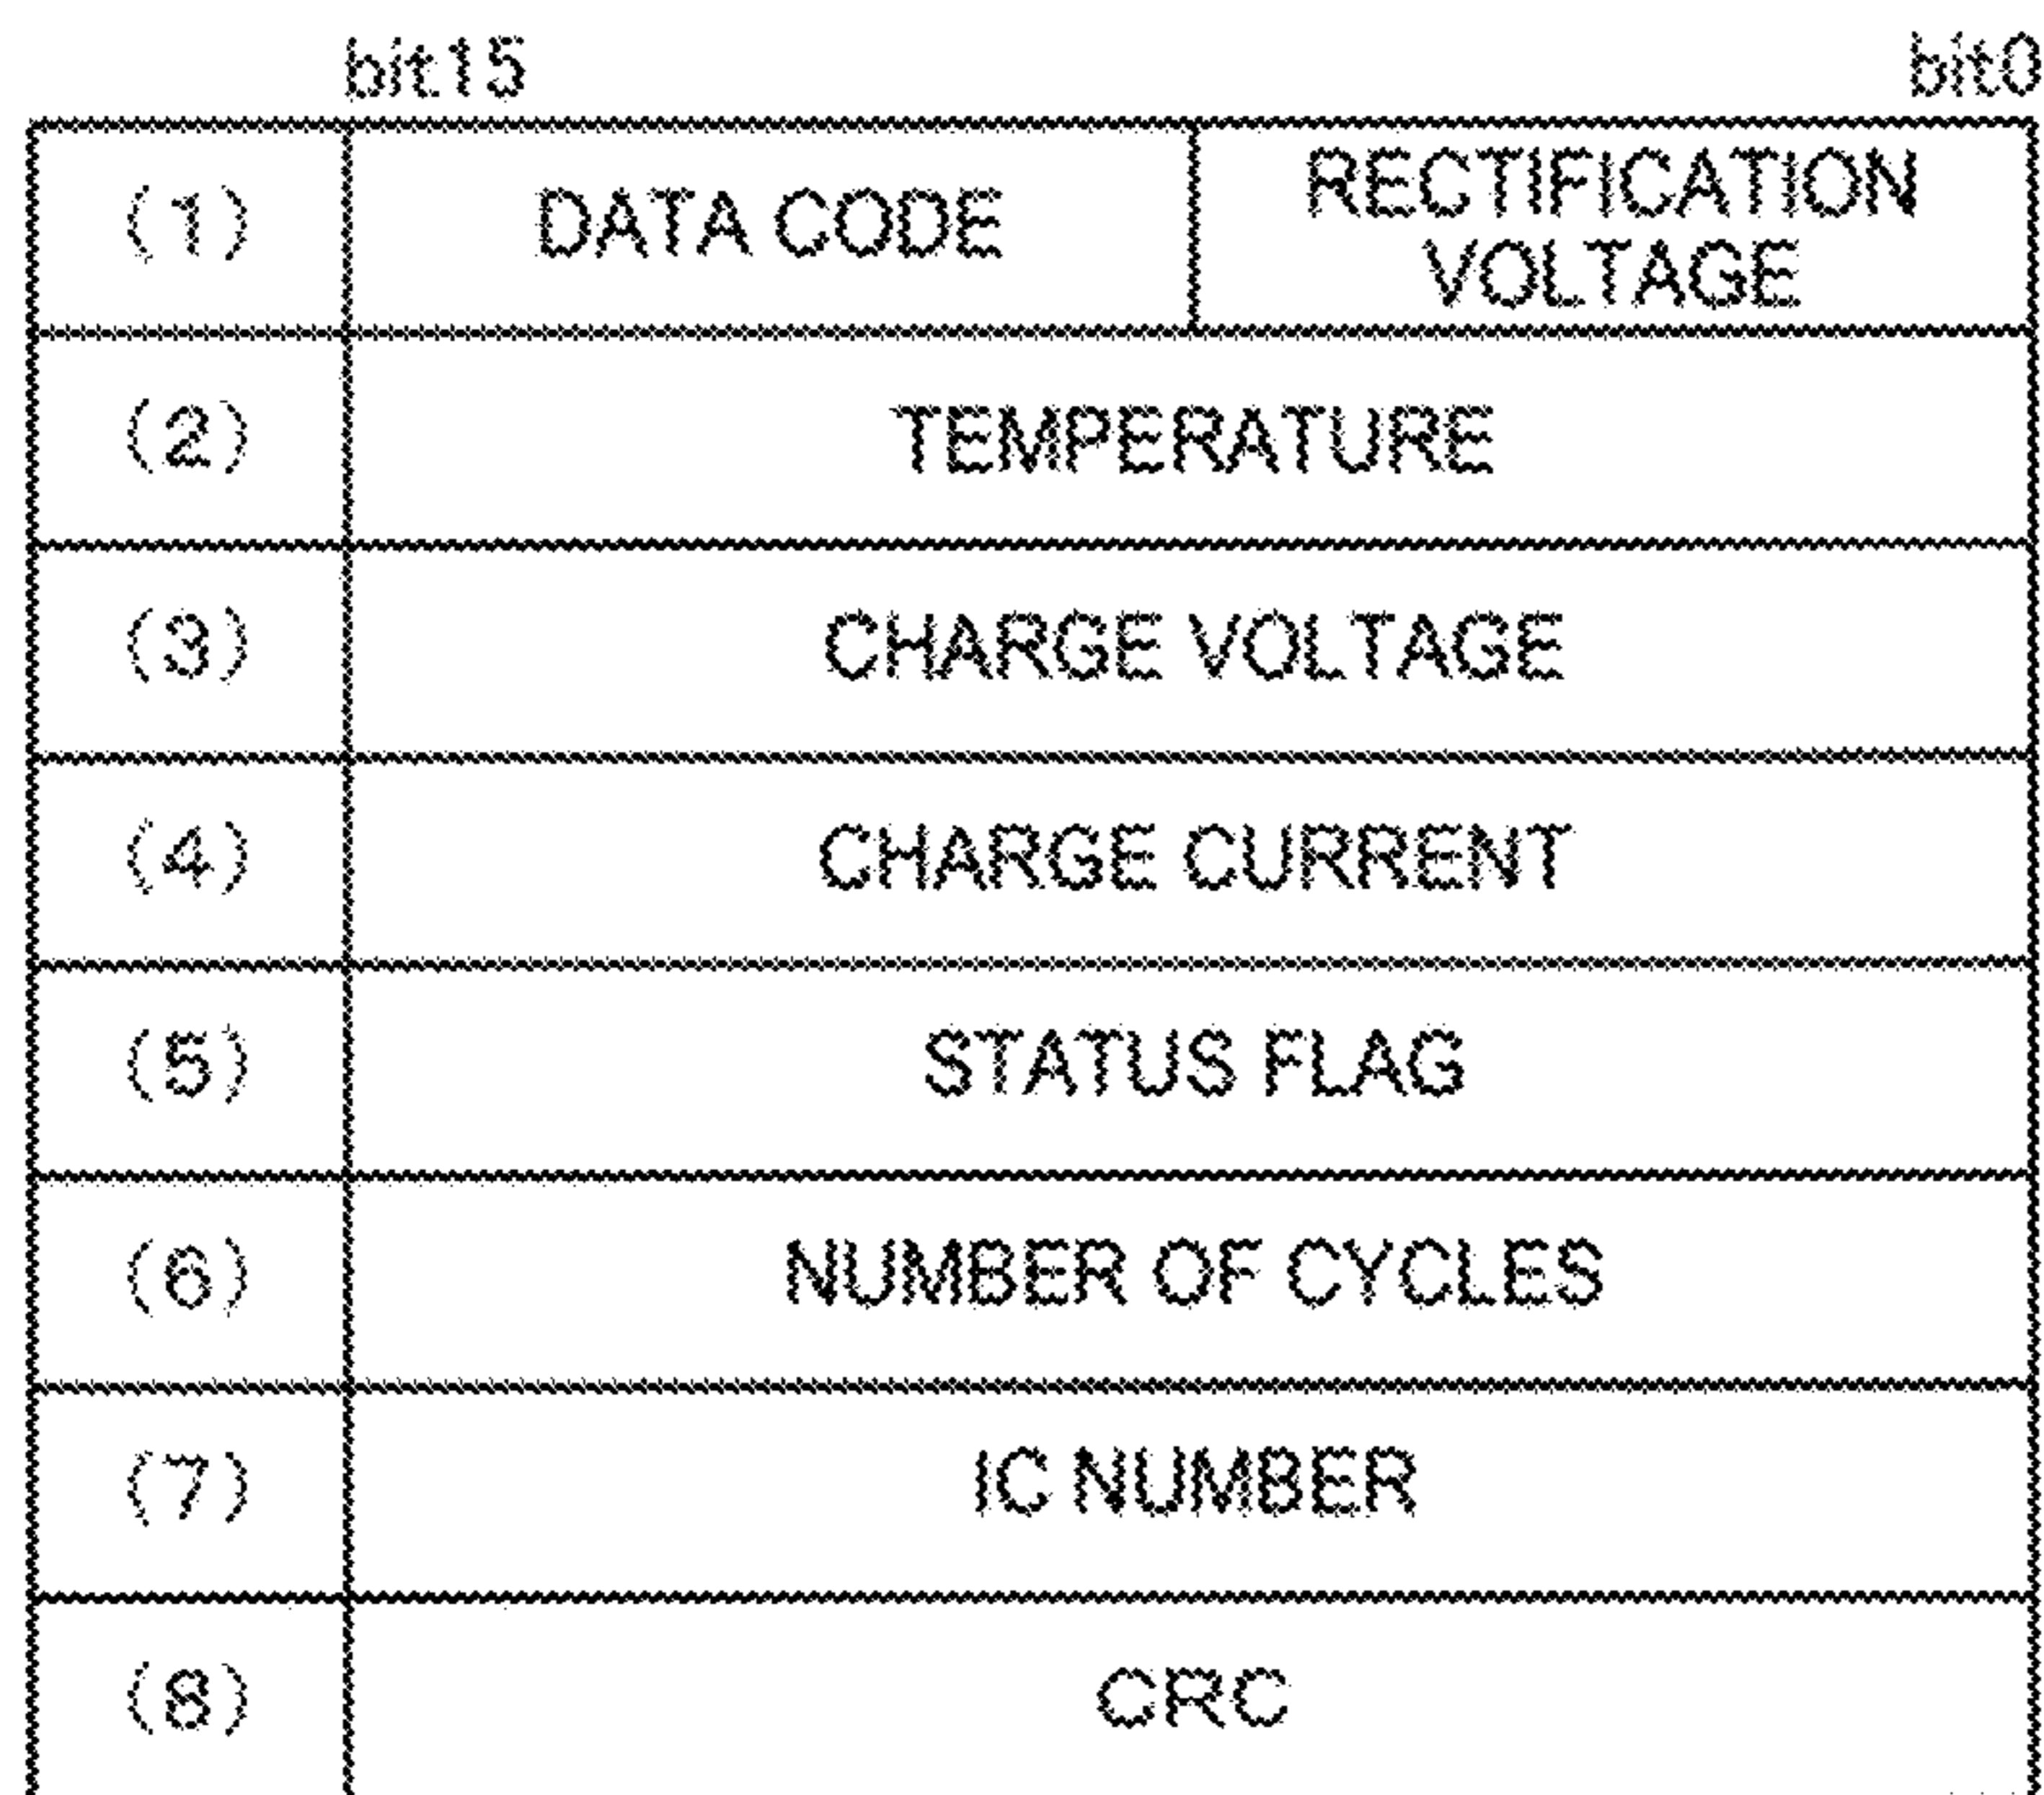 bit15 bit0
(1) DATA CODE RECTIFICATION
VOLTAGE
(2) TEMPERATURE
(3) CHARGE VOLTAGE
(4) CHARGE CURRENT
(5) STATUS FLAG
(6) NUMBER OF CYCLES
(7) IC NUMBER
(8) CRC